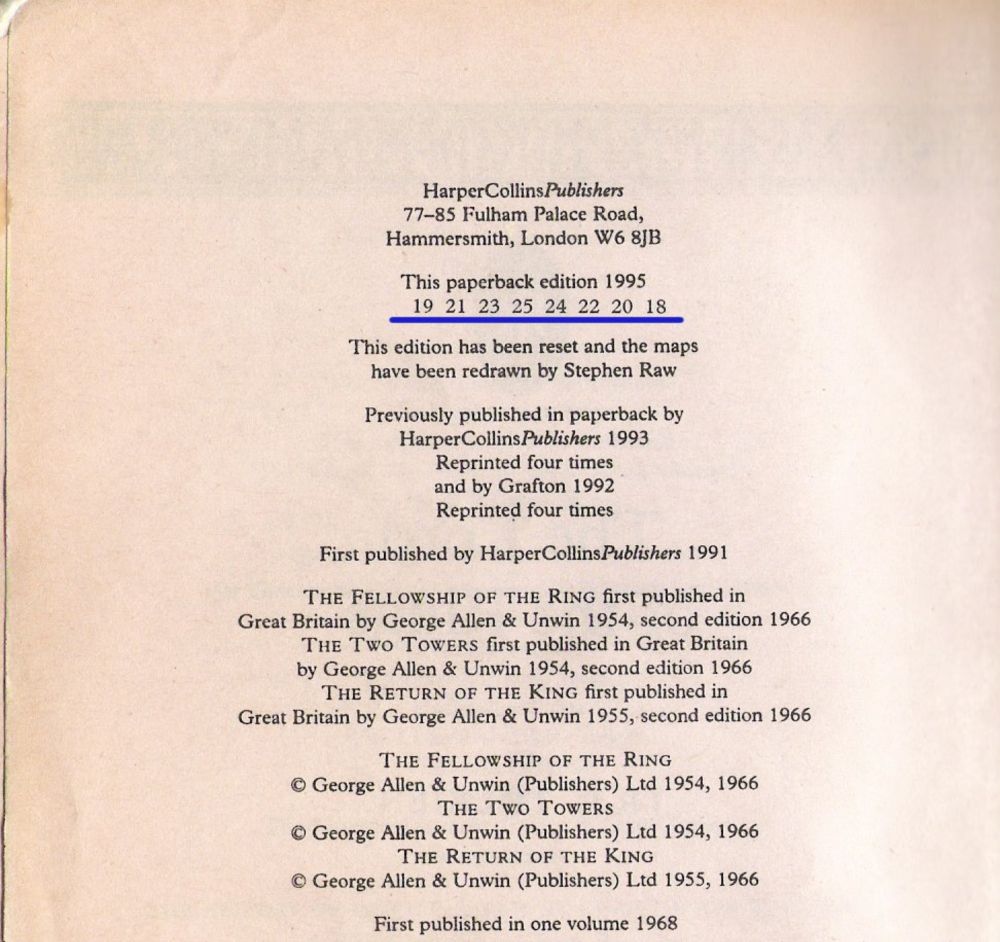 HarperCollinsPublishers
77–85 Fulham Palace Road,
Hammersmith, London W6 8JB
This paperback edition 1995
19 21 23 25 24 22 20 18
This edition has been reset and the maps
have been redrawn by Stephen Raw
Previously published in paperback by
HarperCollinsPublishers 1993
Reprinted four times
and by Grafton 1992
Reprinted four times
First published by HarperCollinsPublishers 1991
THE FELLOWSHIP OF THE RING first published in
Great Britain by George Allen & Unwin 1954, second edition 1966
THE TWO TOWERS first published in Great Britain
by George Allen & Unwin 1954, second edition 1966
THE RETURN OF THE KING first published in
Great Britain by George Allen & Unwin 1955, second edition 1966
THE FELLOWSHIP OF THE RING
© George Allen & Unwin (Publishers) Ltd 1954, 1966
THE TWO TOWERS
© George Allen & Unwin (Publishers) Ltd 1954, 1966
THE RETURN OF THE KING
© George Allen & Unwin (Publishers) Ltd 1955, 1966
First published in one volume 1968